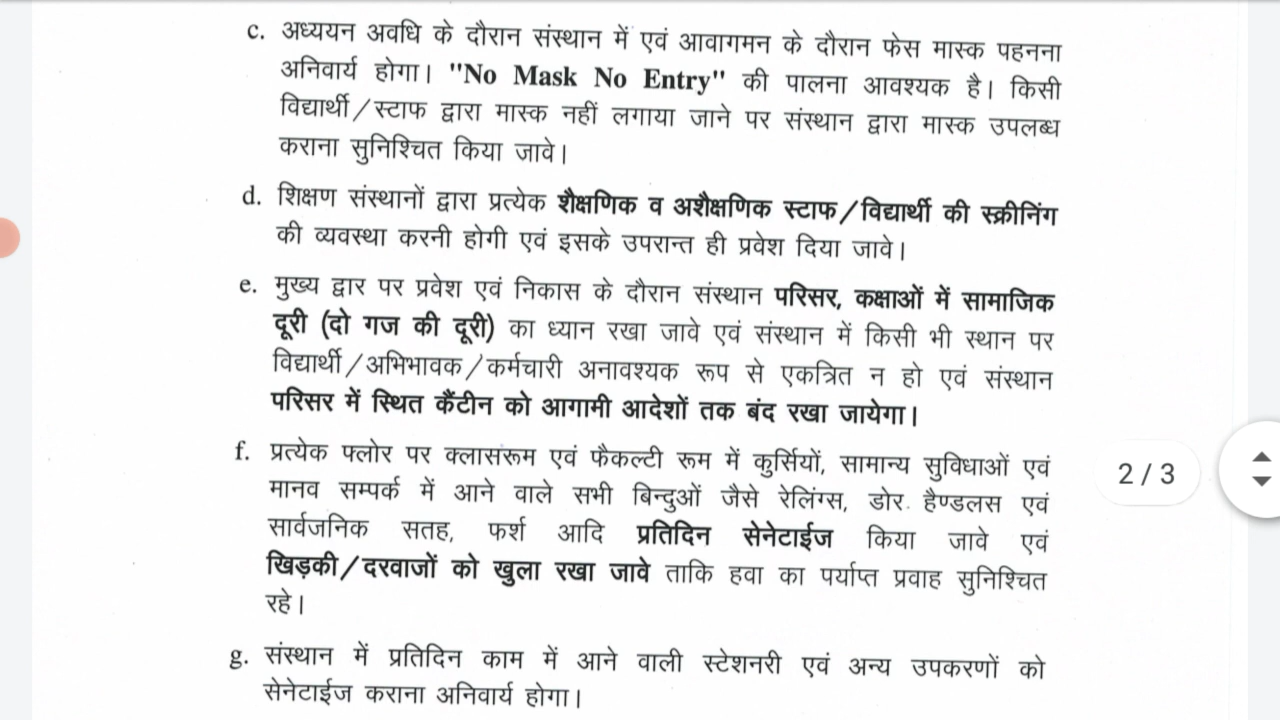 c. अध्ययन अवधि के दौरान संस्थान में एवं आवागमन के दौरान फेस मास्क पहनना
अनिवार्य होगा। "No Mask No Entry" की पालना आवश्यक है। किसी
विद्यार्थी/स्टाफ द्वारा मास्क नहीं लगाया जाने पर संस्थान द्वारा मास्क उपलब्ध
कराना सुनिश्चित किया जावे।
d. शिक्षण संस्थानों द्वारा प्रत्येक शैक्षणिक व अशैक्षणिक स्टाफ/विद्यार्थी की स्क्रीनिंग
की व्यवस्था करनी होगी एवं इसके उपरान्त ही प्रवेश दिया जावे।
e. मुख्य द्वार पर प्रवेश एवं निकास के दौरान संस्थान परिसर, कक्षाओं में सामाजिक
दूरी (दो गज की दूरी) का ध्यान रखा जावे एवं संस्थान में किसी भी स्थान पर
विद्यार्थी/अभिभावक/कर्मचारी अनावश्यक रूप से एकत्रित न हो एवं संस्थान
परिसर में स्थित कैंटीन को आगामी आदेशों तक बंद रखा जायेगा।
f. प्रत्येक फ्लोर पर क्लासरूम एवं फैकल्टी रूम में कुर्सियों, सामान्य सुविधाओं एवं
मानव सम्पर्क में आने वाले सभी बिन्दुओं जैसे रेलिंग्स, डोर हैण्डलस एवं
सार्वजनिक सतह, फर्श आदि प्रतिदिन सेनेटाईज किया जावे एवं
खिड़की/दरवाजों को खुला रखा जावे ताकि हवा का पर्याप्त प्रवाह सुनिश्चित
रहे।
g. संस्थान में प्रतिदिन काम में आने वाली स्टेशनरी एवं अन्य उपकरणों को
सेनेटाईज कराना अनिवार्य होगा।
2/3